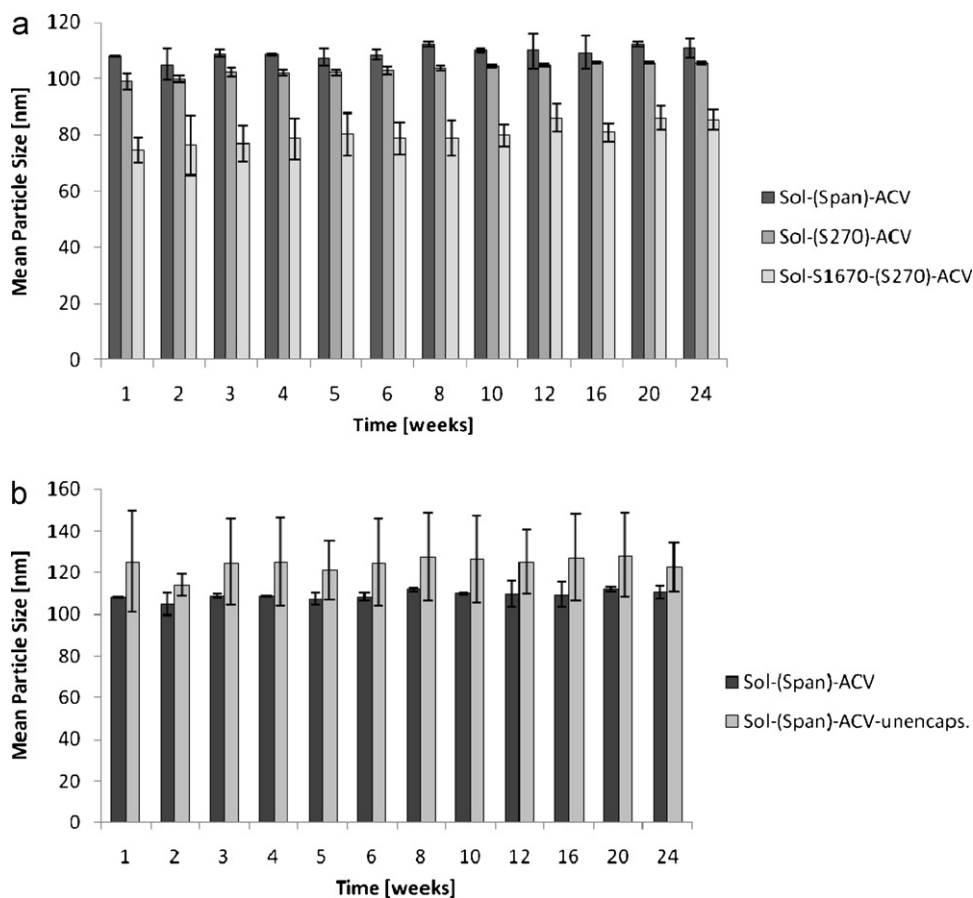 a
120
100
80
60
40
20
0
Mean Particle Size [nm]
1 2 3 4 5 6 8 10 12 16 20 24
Time [weeks]
Sol-(Span)-ACV
Sol-(S270)-ACV
Sol-S1670-(S270)-ACV
b
160
140
120
100
80
60
40
20
0
Mean Particle Size [nm]
1 2 3 4 5 6 8 10 12 16 20 24
Time [weeks]
Sol-(Span)-ACV
Sol-(Span)-ACV-unencaps.